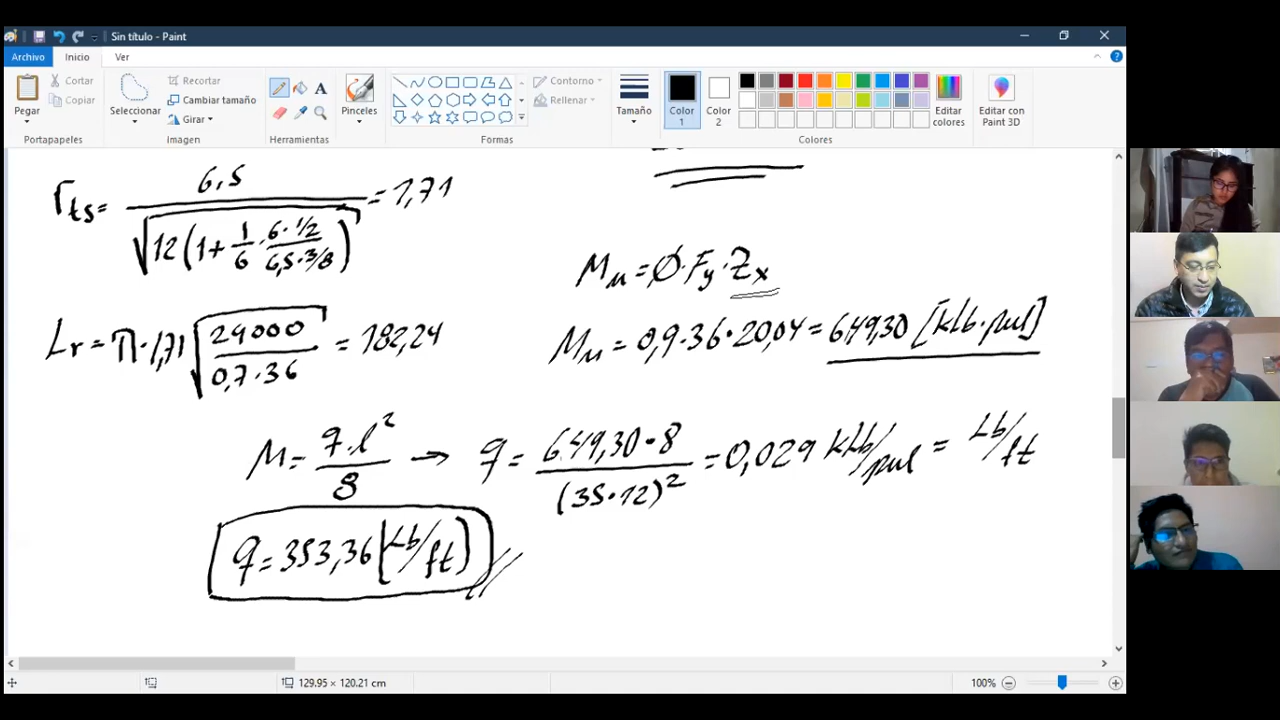 Sin título - Paint
Archivo Inicio Ver
Pegar
Cortar
Copiar
Portapapeles
Seleccionar
Recortar
Cambiar tamaño
Girar
Imagen
A
Herramientas
Pinceles
Contorno
Rellenar
Formas
Tamaño
Color 1
Color 2
Editar colores
Editar con Paint 3D
Colores
rts= 6,5 / √12(1+1/6·6·1/2/6,5·3/8) =1,71
Lr=π·1,71√29000/0,7·36 = 182,24
Mu=Ø·Fy·Zx
Mu=0,9·36·20,04=649,30 [klb·pul]
M= q·l²/8 → q= 649,30·8/(35·12)² =0,029 klb/pul = Lb/ft
q=353,36[Lb/ft]//
129.95 × 120.21 cm
100%